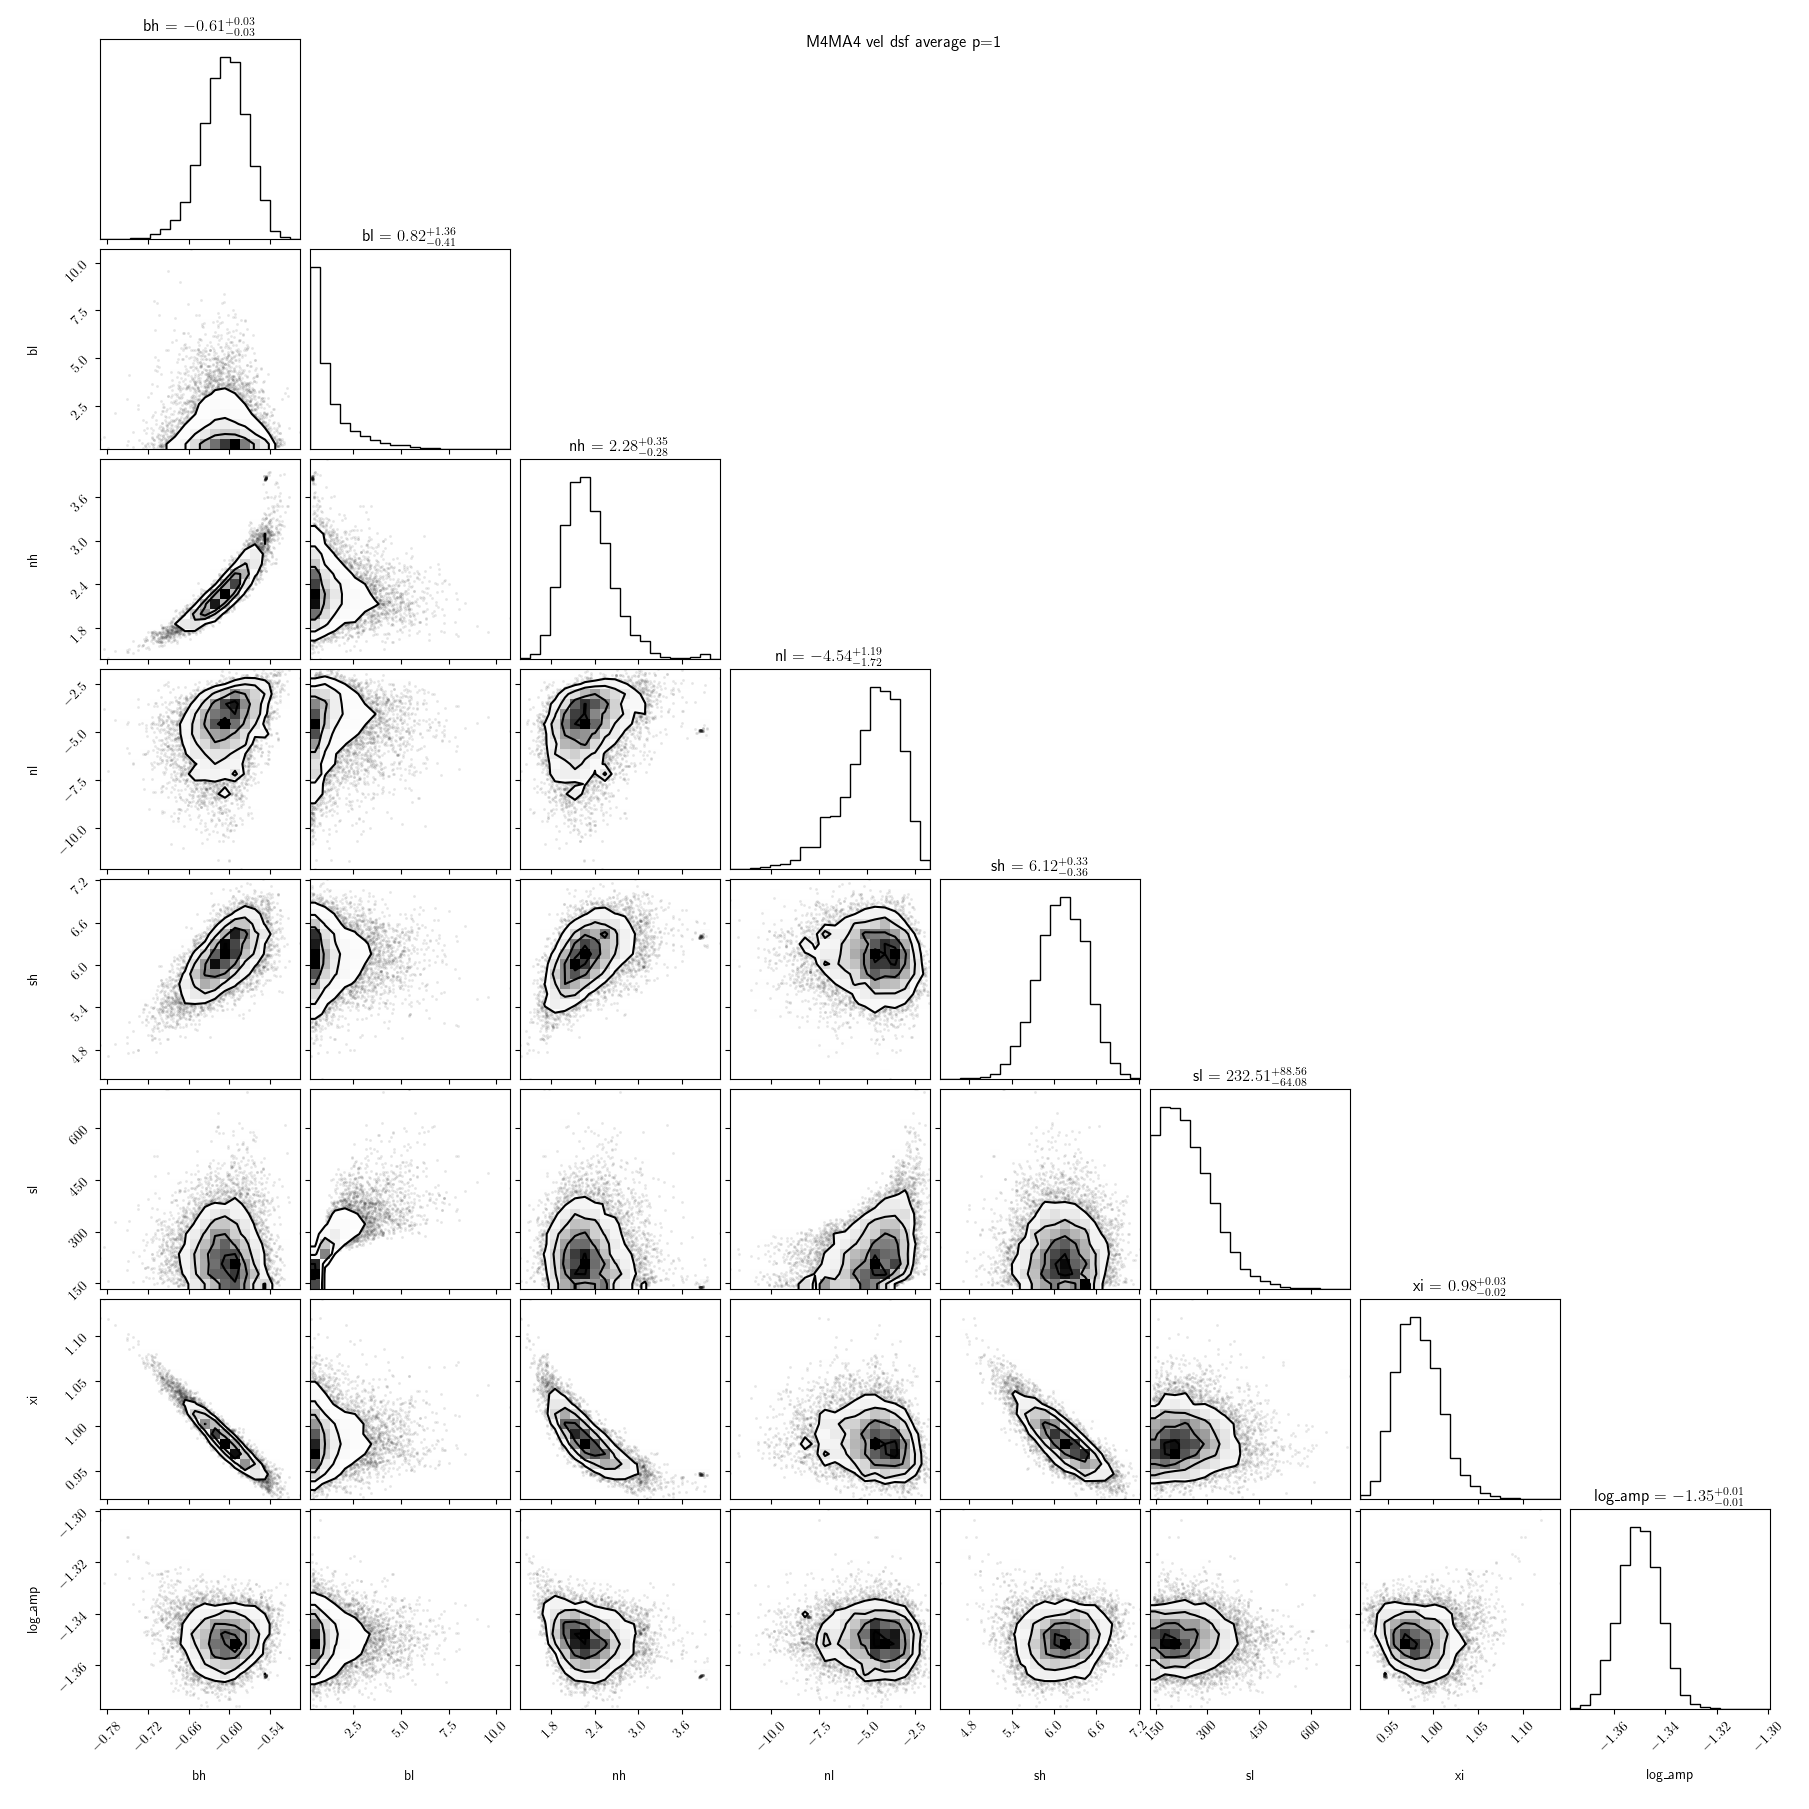 M4MA4 vel dsf average p=1
bh = −0.61+0.03−0.03
bl = 0.82+1.36−0.41
10.0
7.5
5.0
2.5
bl
nh = 2.28+0.35−0.28
3.6
3.0
2.4
1.8
nh
nl = −4.54+1.19−1.72
−2.5
−5.0
−7.5
−10.0
nl
sh = 6.12+0.33−0.36
7.2
6.6
6.0
5.4
4.8
sh
sl = 232.51+88.56−64.08
600
450
300
150
sl
xi = 0.98+0.03−0.02
1.10
1.05
1.00
0.95
xi
log_amp = −1.35+0.01−0.01
−1.30
−1.32
−1.34
−1.36
log_amp
−0.78 −0.72 −0.66 −0.60 −0.54 2.5 5.0 7.5 10.0 1.8 2.4 3.0 3.6 −10.0 −7.5 −5.0 −2.5 4.8 5.4 6.0 6.6 7.2 150 300 450 600 0.95 1.00 1.05 1.10 −1.36 −1.34 −1.32 −1.30
bh bl nh nl sh sl xi log_amp